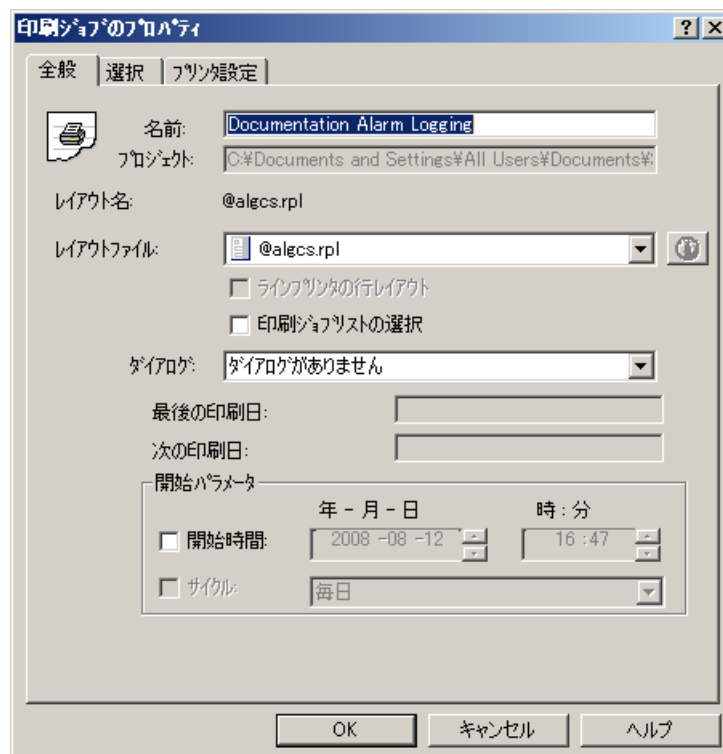 印刷ジョブのプロパティ
全般 選択 プリンタ設定
名前: Documentation Alarm Logging
プロジェクト: C:¥Documents and Settings¥All Users¥Documents¥
レイアウト名: @algcs.rpl
レイアウトファイル: @algcs.rpl
ラインプリンタの行レイアウト
印刷ジョブリストの選択
ダイアログ: ダイアログがありません
最後の印刷日:
次の印刷日:
開始パラメータ
年 - 月 - 日 時 : 分
開始時間: 2008 -08 -12 16 :47
サイクル: 毎日
OK キャンセル ヘルプ